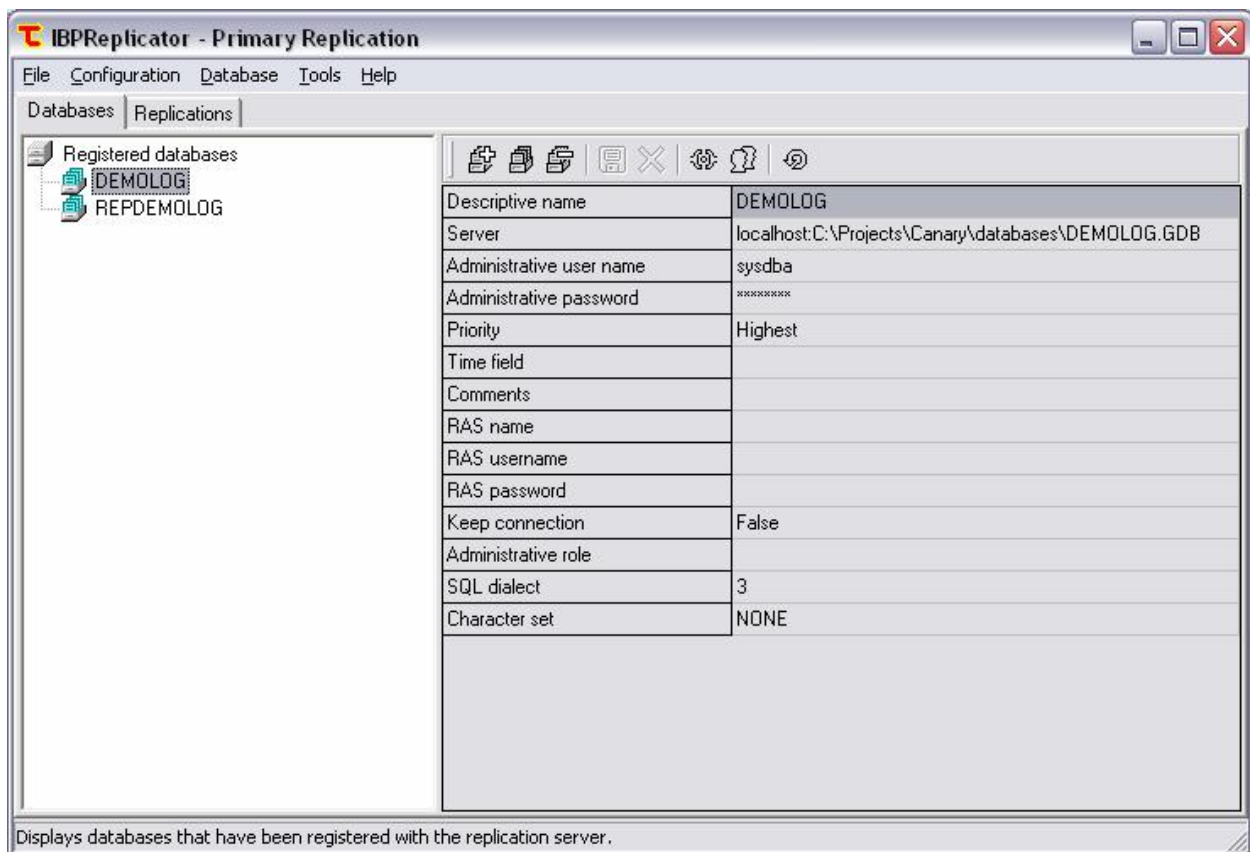 IBPReplicator - Primary Replication
File Configuration Database Tools Help
Databases Replications
Registered databases
DEMOLOG
REPDEMOLOG
Descriptive name DEMOLOG
Server localhost:C:\Projects\Canary\databases\DEMOLOG.GDB
Administrative user name sysdba
Administrative password ********
Priority Highest
Time field
Comments
RAS name
RAS username
RAS password
Keep connection False
Administrative role
SQL dialect 3
Character set NONE
Displays databases that have been registered with the replication server.